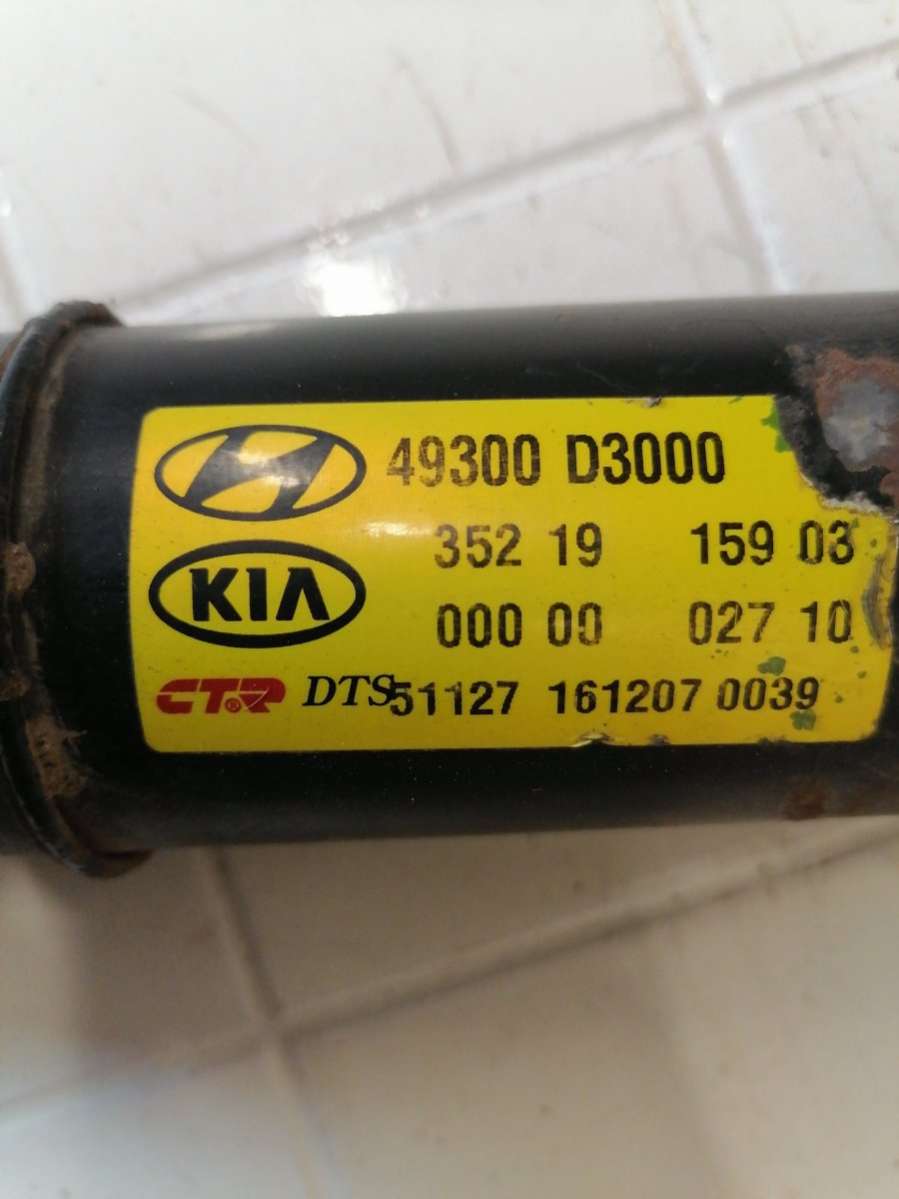 49300 D3000
KIA
352 19 159 03
000 00 027 10
CTR® DTS 51127 161207 0039